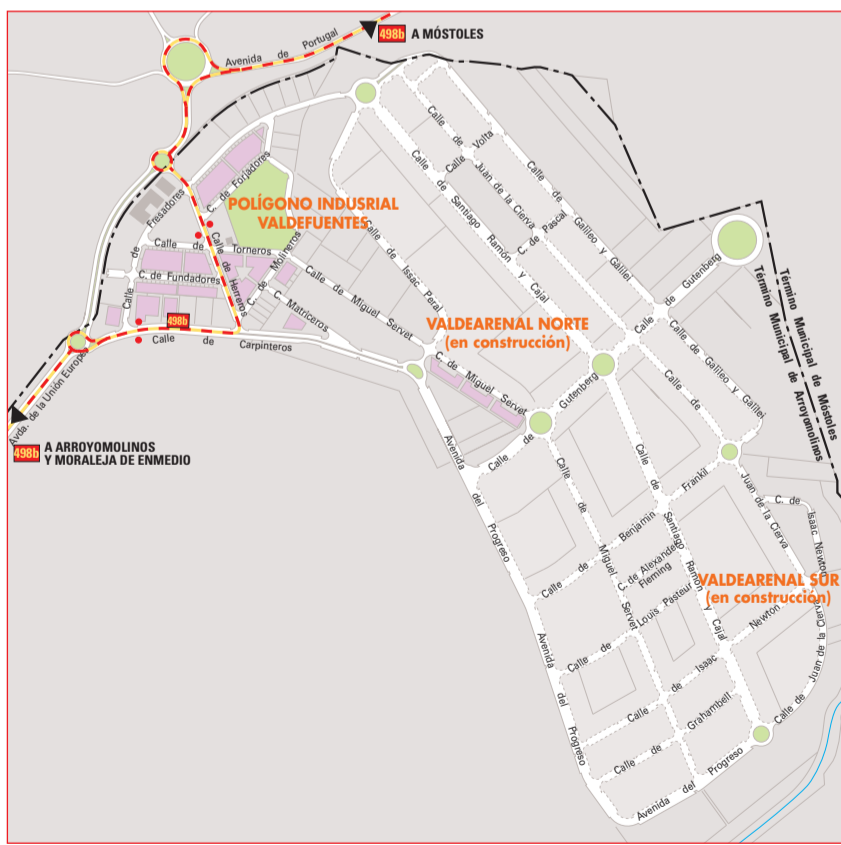 498b A MÓSTOLES
Avenida de Portugal
C. de Forjadores
POLÍGONO INDUSRIAL
VALDEFUENTES
Calle de Fresadores
Calle de Torneros
Calle de Herreros
C. de Molineros
C. de Fundadores
C. Matriceros
498b
Calle de Carpinteros
Avda. de la Unión Europea
498b A ARROYOMOLINOS
Y MORALEJA DE ENMEDIO
Calle de Miguel Servet
Calle de Issac Peral
Calle de Santiago Ramón y Cajal
Calle de Juan de la Cierva
Calle Volta
C. de Pascal
Calle de Galileo y Galilei
Calle de Gutenberg
Término Municipal de Móstoles
Término Municipal de Arroyomolinos
VALDEARENAL NORTE
(en construcción)
C. de Miguel Servet
Calle de Gutenberg
Calle de Galileo y Galilei
Calle de Juan de la Cierva
Avenida del Progreso
Calle de Miguel Servet
Calle de Santiago Ramón y Cajal
Calle de Benjamin Frankil
C. de Alexander
Fleming
Calle de Louis Pasteur
C. de Isaac Newton
VALDEARENAL SUR
(en construcción)
Calle de Isaac Newton
Calle de Juan de la Cierva
Avenida del Progreso
Calle de Grahambell
Avenida del Progreso